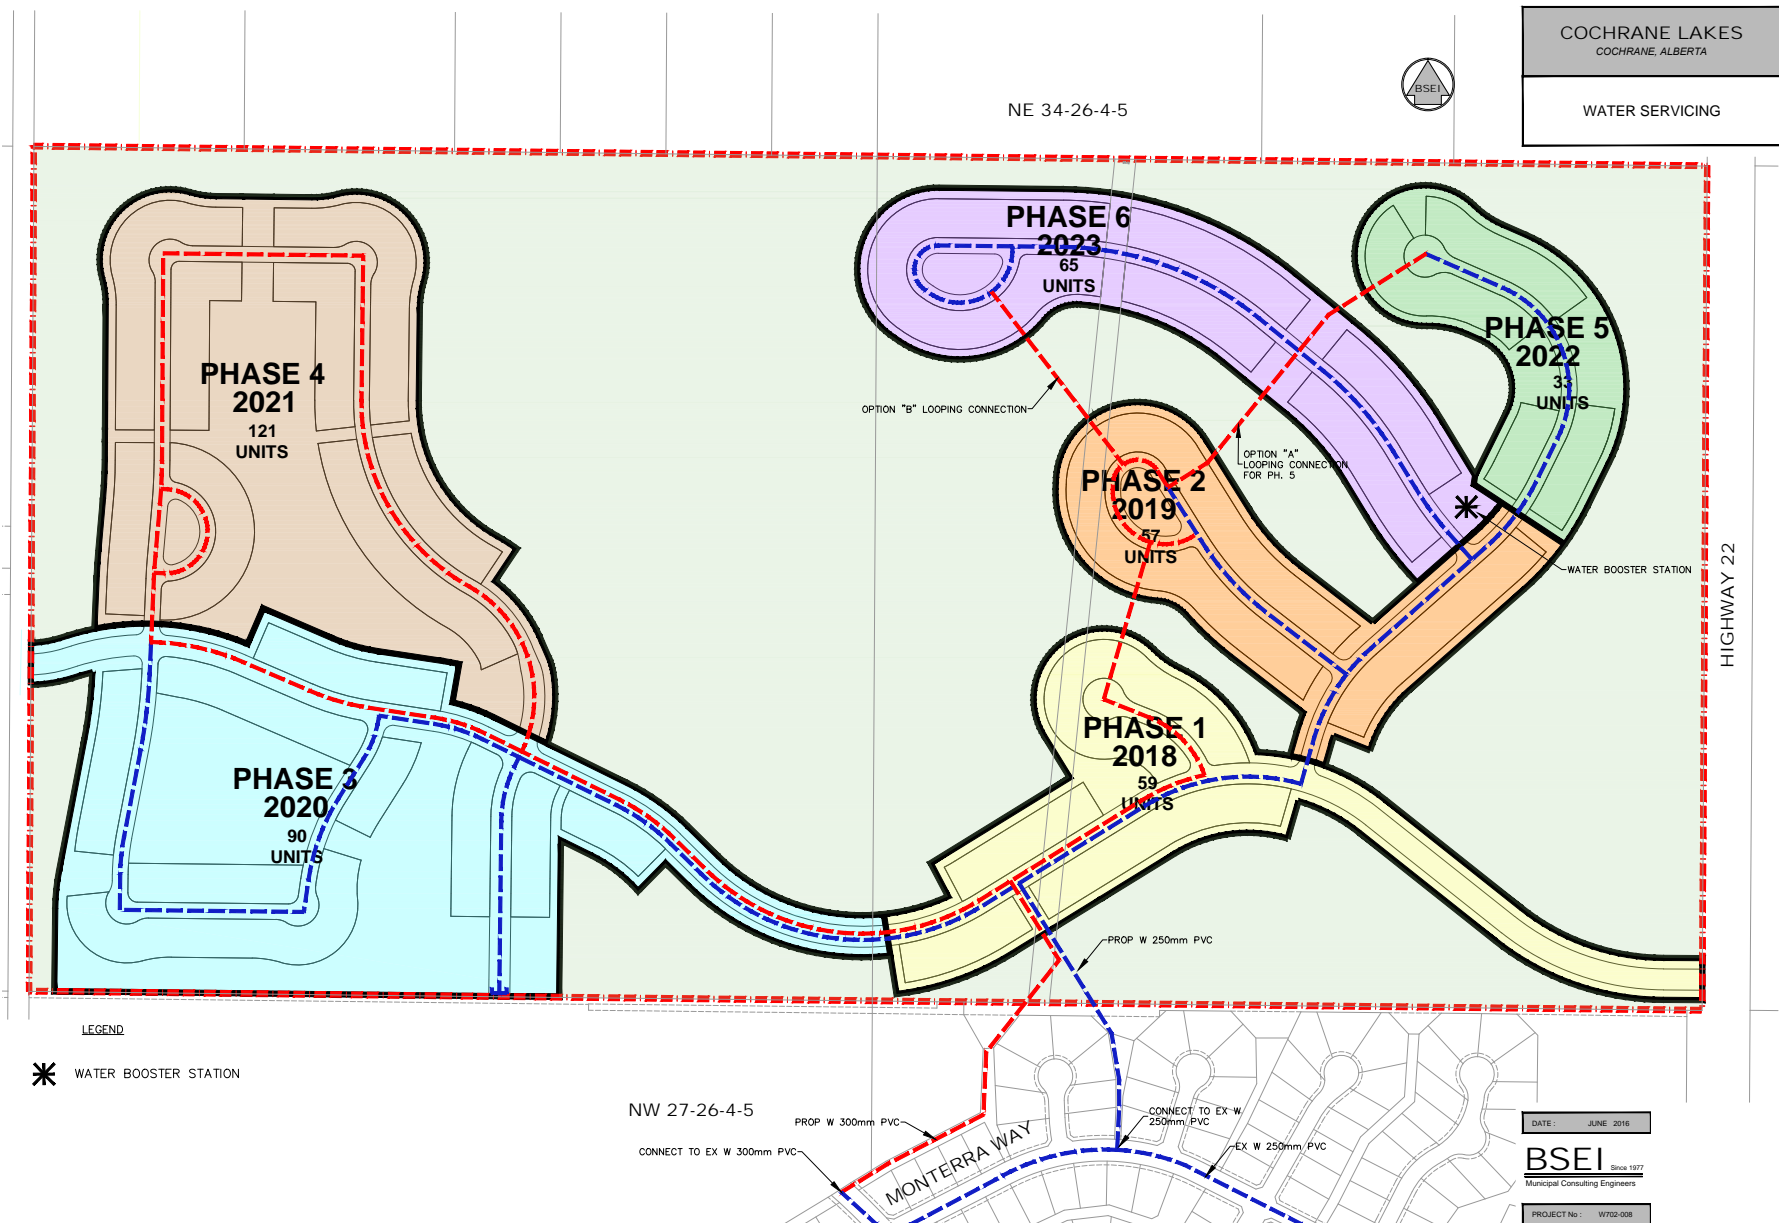 COCHRANE LAKES
COCHRANE, ALBERTA
WATER SERVICING
BSEI
NE 34-26-4-5
PHASE 6
2023
65
UNITS
PHASE 5
2022
33
UNITS
PHASE 4
2021
121
UNITS
OPTION "B" LOOPING CONNECTION
OPTION "A"
LOOPING CONNECTION
FOR PH. 5
PHASE 2
2019
57
UNITS
WATER BOOSTER STATION
HIGHWAY 22
PHASE 1
2018
59
UNITS
PHASE 3
2020
90
UNITS
PROP W 250mm PVC
LEGEND
WATER BOOSTER STATION
NW 27-26-4-5
PROP W 300mm PVC
CONNECT TO EX W 300mm PVC
MONTERRA WAY
CONNECT TO EX W
250mm PVC
EX W 250mm PVC
DATE : JUNE 2016
BSEI Since 1977
Municipal Consulting Engineers
PROJECT No : W702-008